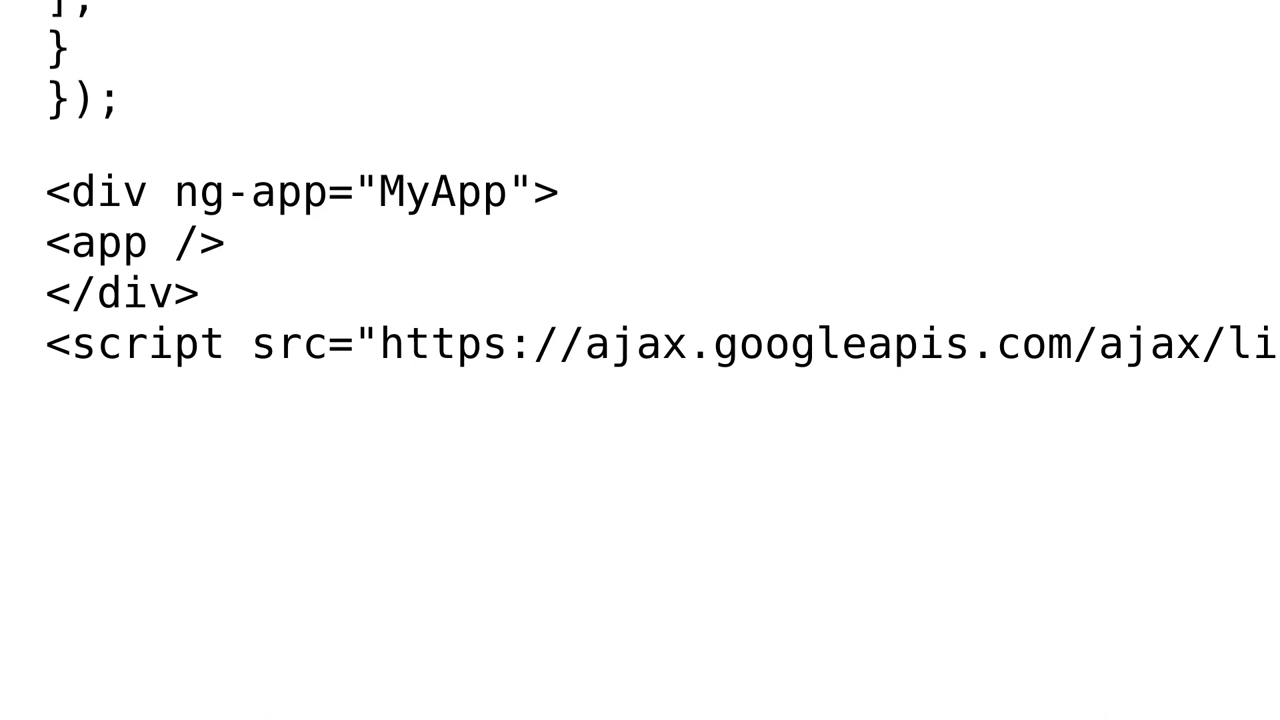 ],
}
});
<div ng-app="MyApp">
<app />
</div>
<script src="https://ajax.googleapis.com/ajax/li